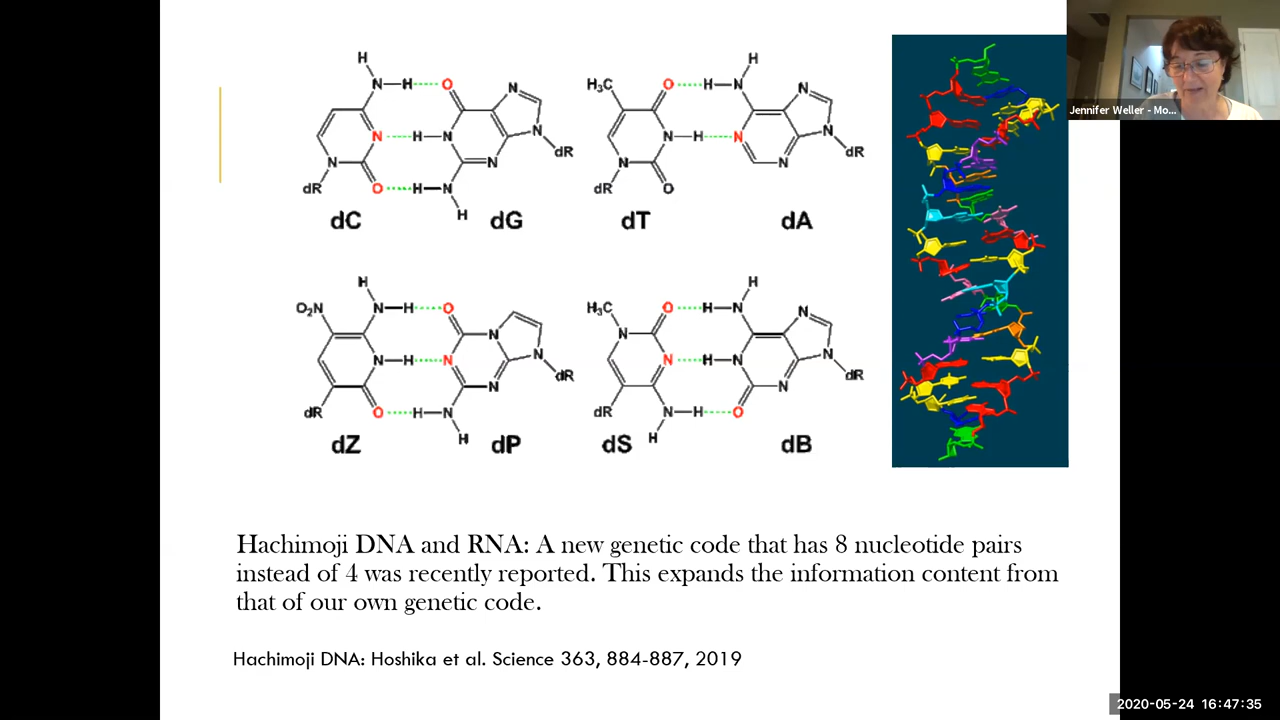 H H
N H O N H₃C O H N N
N H N N dR N H N N dR
N O H N N dR N O N
dR H
dC dG dT dA
H H
O₂N N H O H₃C O H N N
N N N H N N dR
N H N N dR N
dR O H N N dR N H O
H H
dZ dP dS dB
Jennifer Weller - Mo...
Hachimoji DNA and RNA: A new genetic code that has 8 nucleotide pairs
instead of 4 was recently reported. This expands the information content from
that of our own genetic code.
Hachimoji DNA: Hoshika et al. Science 363, 884-887, 2019
2020-05-24 16:47:35